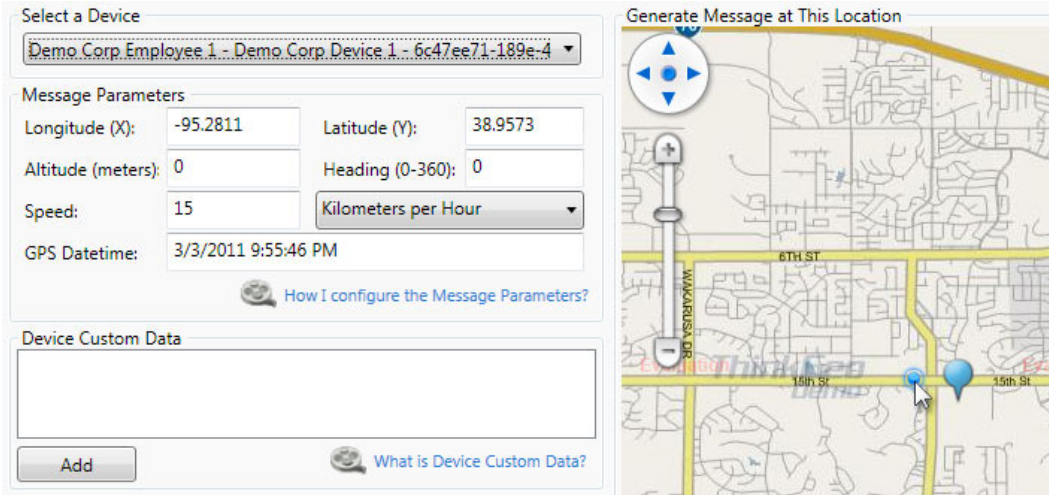 Select a Device
Demo Corp Employee 1 - Demo Corp Device 1 - 6c47ee71-189e-4
Message Parameters
Longitude (X): -95.2811 Latitude (Y): 38.9573
Altitude (meters): 0 Heading (0-360): 0
Speed: 15 Kilometers per Hour
GPS Datetime: 3/3/2011 9:55:46 PM
How I configure the Message Parameters?
Device Custom Data
Add
What is Device Custom Data?
Generate Message at This Location
6TH ST
WAKARUSA DR
ThinkGeo
Demo
15th St
15th St